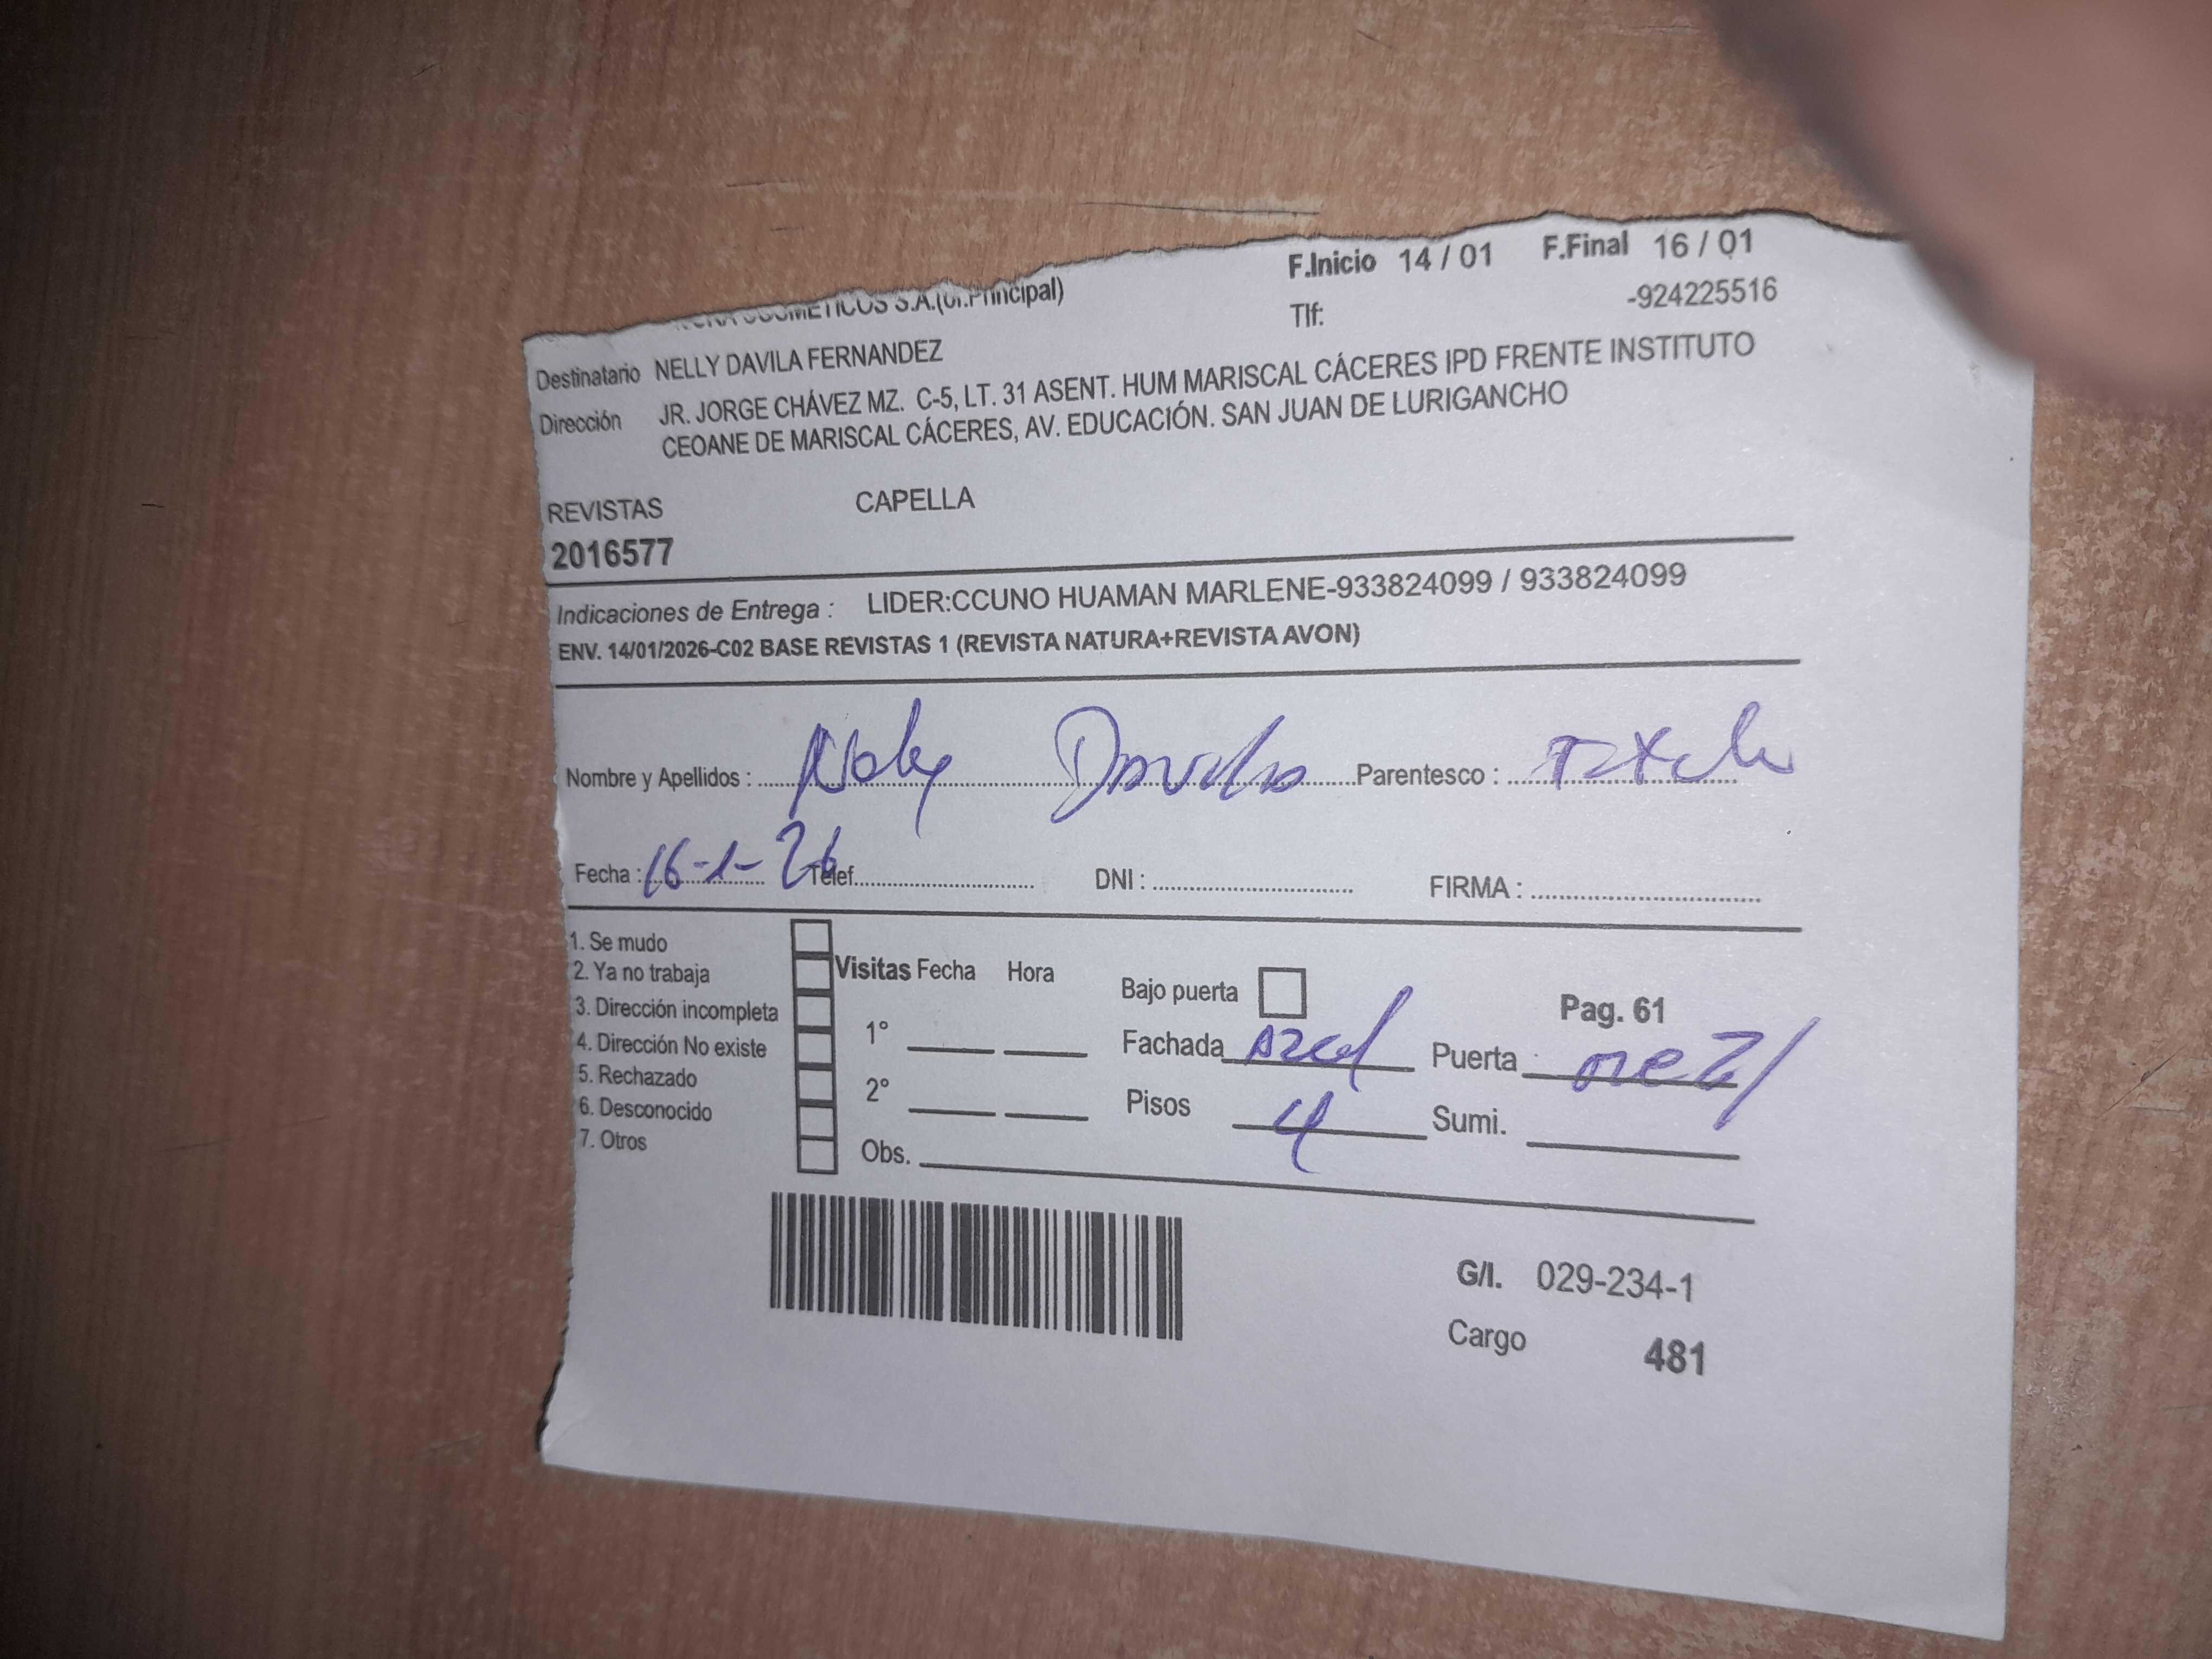 COSMETICOS S.A.(of.Principal) F.Inicio 14 / 01 F.Final 16 / 01
Tlf: -924225516
Destinatario NELLY DAVILA FERNANDEZ
Dirección JR. JORGE CHÁVEZ MZ. C-5, LT. 31 ASENT. HUM MARISCAL CÁCERES IPD FRENTE INSTITUTO
CEOANE DE MARISCAL CÁCERES, AV. EDUCACIÓN. SAN JUAN DE LURIGANCHO
REVISTAS CAPELLA
2016577
Indicaciones de Entrega : LIDER:CCUNO HUAMAN MARLENE-933824099 / 933824099
ENV. 14/01/2026-C02 BASE REVISTAS 1 (REVISTA NATURA+REVISTA AVON)
Nombre y Apellidos : Nely Davila Parentesco :
Fecha : 16-1-26 Telef. DNI : FIRMA :
1. Se mudo
2. Ya no trabaja
3. Dirección incompleta
4. Dirección No existe
5. Rechazado
6. Desconocido
7. Otros
Visitas Fecha Hora
1°
2°
Obs.
Bajo puerta Pag. 61
Fachada azul Puerta :
Pisos 4 Sumi.
G/I. 029-234-1
Cargo 481